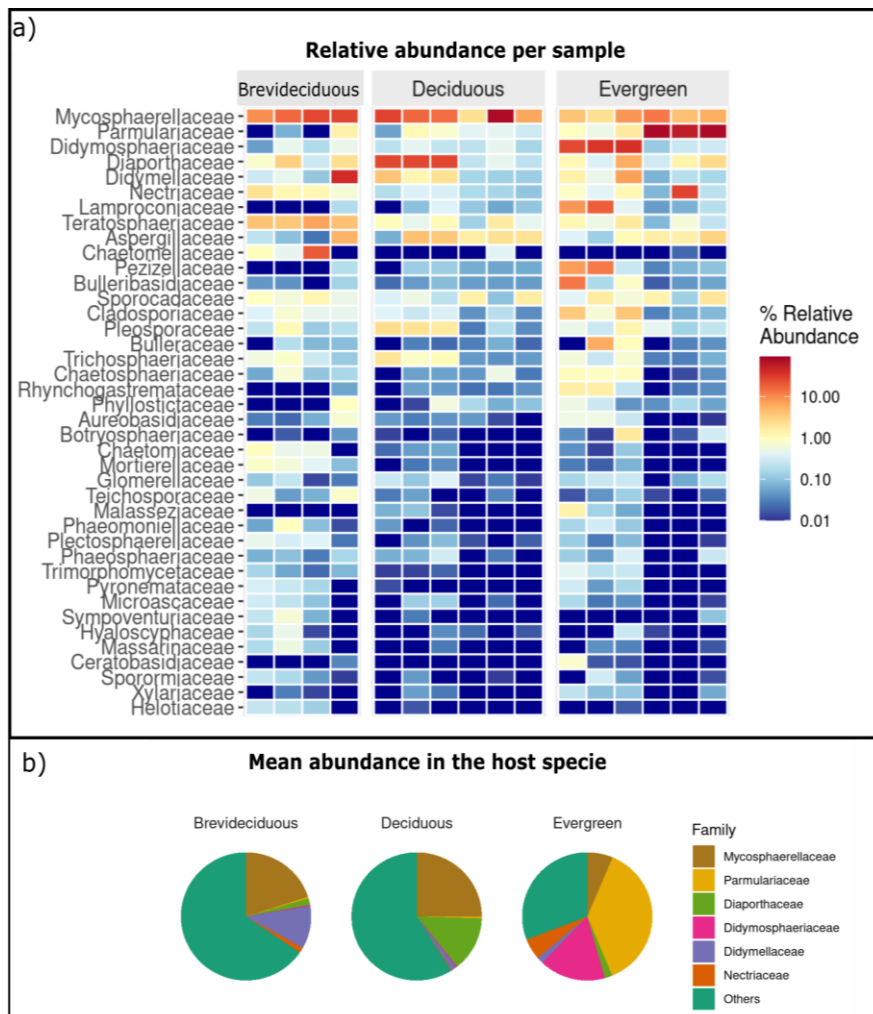 a)
Relative abundance per sample
Brevideciduous
Deciduous
Evergreen
Mycosphaerellaceae
Parmulariaceae
Didymosphaeriaceae
Diaporthaceae
Didymellaceae
Nectriaceae
Lamproconiaceae
Teratosphaeriaceae
Aspergillaceae
Chaetomellaceae
Pezizellaceae
Bulleribasidiaceae
Sporocadaceae
Cladosporiaceae
Pleosporaceae
Bulleraceae
Trichosphaeriaceae
Chaetosphaeriaceae
Rhynchogastremataceae
Phyllostictaceae
Aureobasidiaceae
Botryosphaeriaceae
Chaetomiaceae
Mortierellaceae
Glomerellaceae
Teichosporaceae
Malasseziaceae
Phaeomoniellaceae
Plectosphaerellaceae
Phaeosphaeriaceae
Trimorphomycetaceae
Pyronemataceae
Microascaceae
Sympoventuriaceae
Hyaloscyphaceae
Massarinaceae
Ceratobasidiaceae
Sporormiaceae
Xylariaceae
Helotiaceae
% Relative
Abundance
10.00
1.00
0.10
0.01
b)
Mean abundance in the host specie
Brevideciduous
Deciduous
Evergreen
Family
Mycosphaerellaceae
Parmulariaceae
Diaporthaceae
Didymosphaeriaceae
Didymellaceae
Nectriaceae
Others